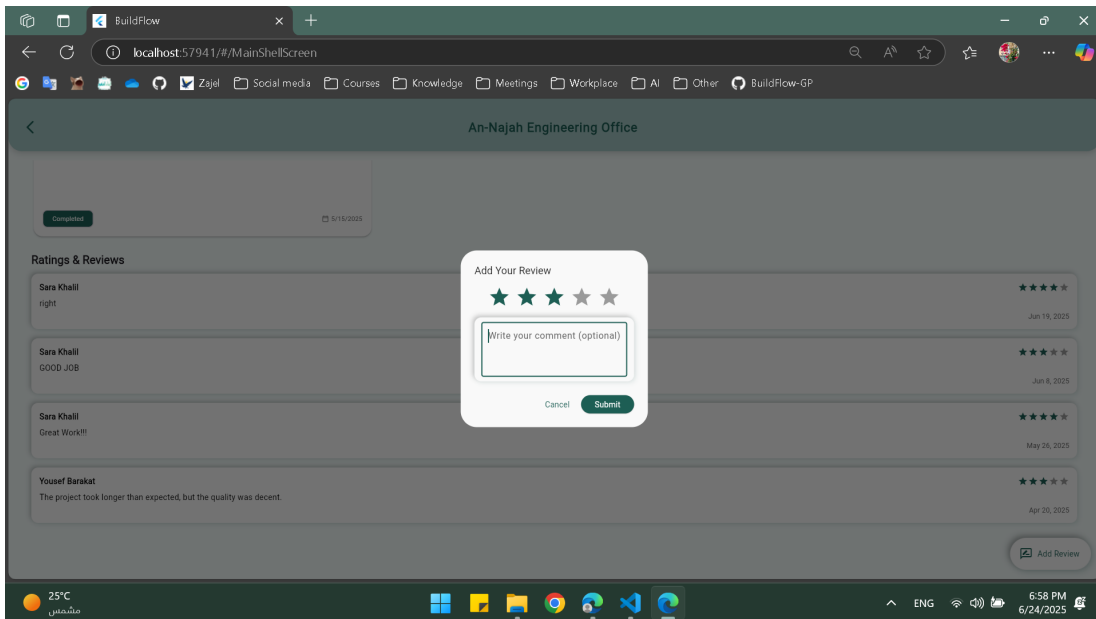 BuildFlow
localhost:57941/#/MainShellScreen
Zajel Social media Courses Knowledge Meetings Workplace AI Other BuildFlow-GP
An-Najah Engineering Office
Completed 5/15/2025
Ratings & Reviews
Sara Khalil
right
Jun 19, 2025
Sara Khalil
GOOD JOB
Jun 8, 2025
Sara Khalil
Great Work!!!
May 26, 2025
Yousef Barakat
The project took longer than expected, but the quality was decent.
Apr 20, 2025
Add Your Review
Write your comment (optional)
Cancel Submit
Add Review
25°C
مشمس
ENG
6:58 PM
6/24/2025